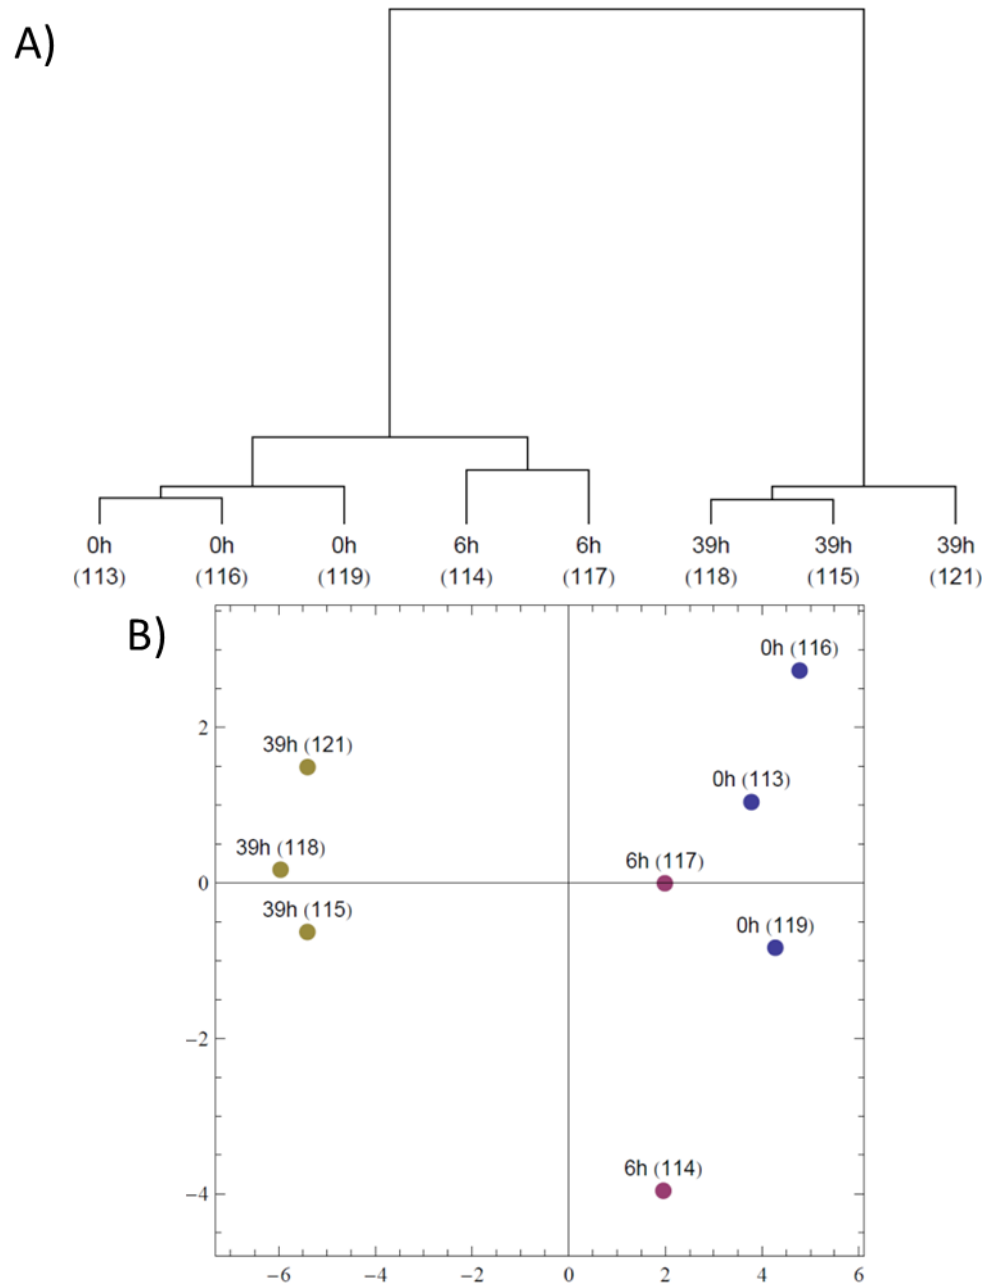 A)
0h 0h 0h 6h 6h 39h 39h 39h
(113) (116) (119) (114) (117) (118) (115) (121)
B)
0h (116)
2
39h (121)
0h (113)
39h (118)
6h (117)
0
39h (115)
0h (119)
−2
6h (114)
−4
−6 −4 −2 0 2 4 6